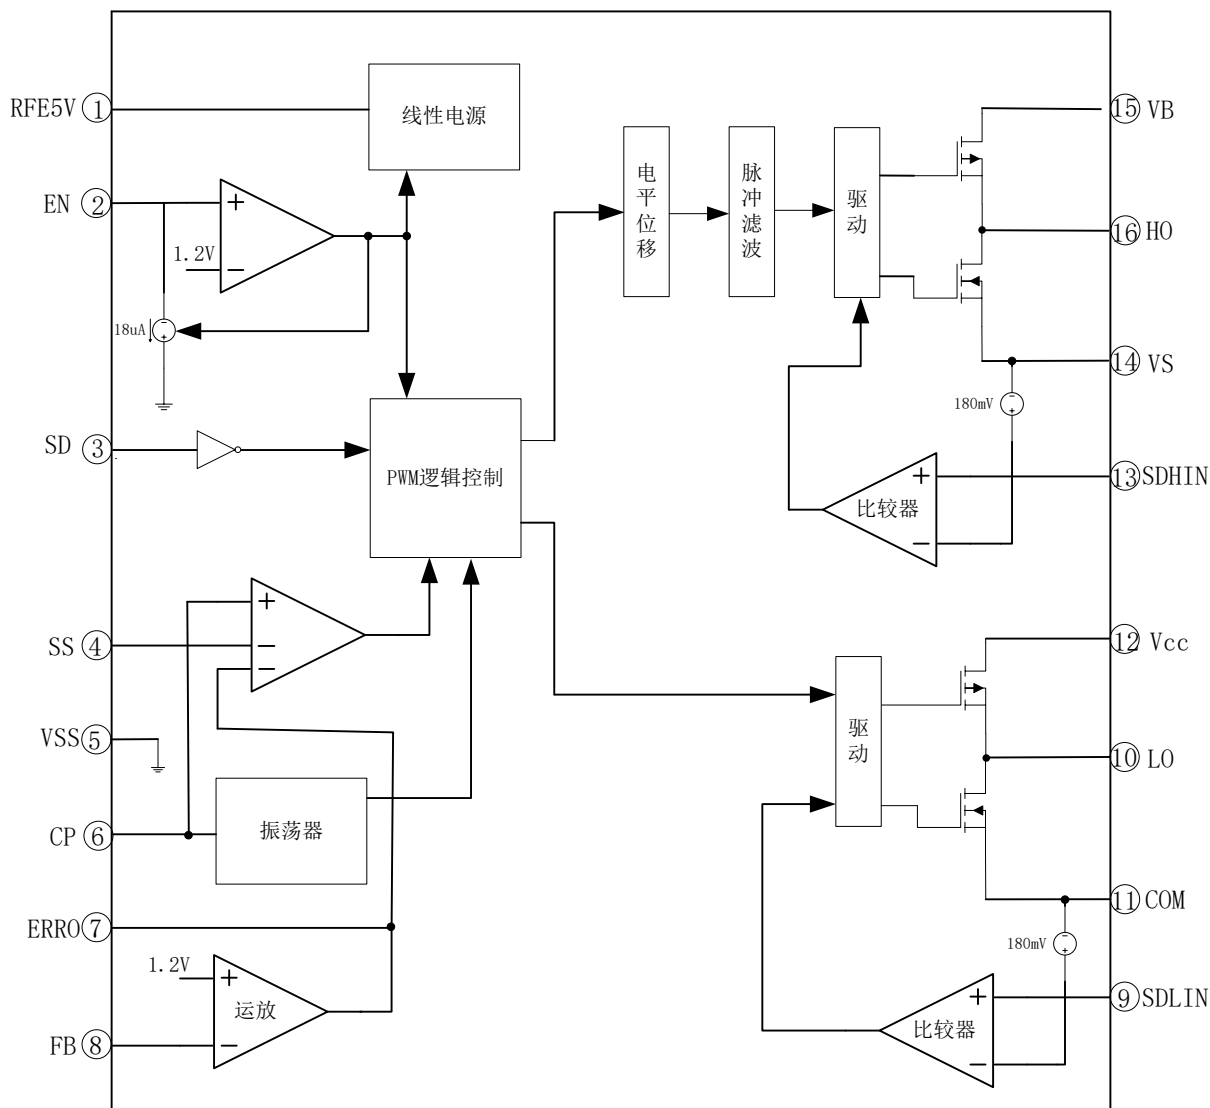 RFE5V ①
线性电源
⑮ VB
电平位移
脉冲滤波
驱动
EN ②
+
1.2V
−
⑯ HO
18uA
⑭ VS
180mV
SD ③
PWM逻辑控制
⑬ SDHIN
+
比较器
−
SS ④
+
−
−
⑫ Vcc
驱动
VSS ⑤
⑩ LO
CP ⑥
振荡器
⑪ COM
ERRO ⑦
180mV
1.2V
+
运放
−
⑨ SDLIN
+
比较器
−
FB ⑧